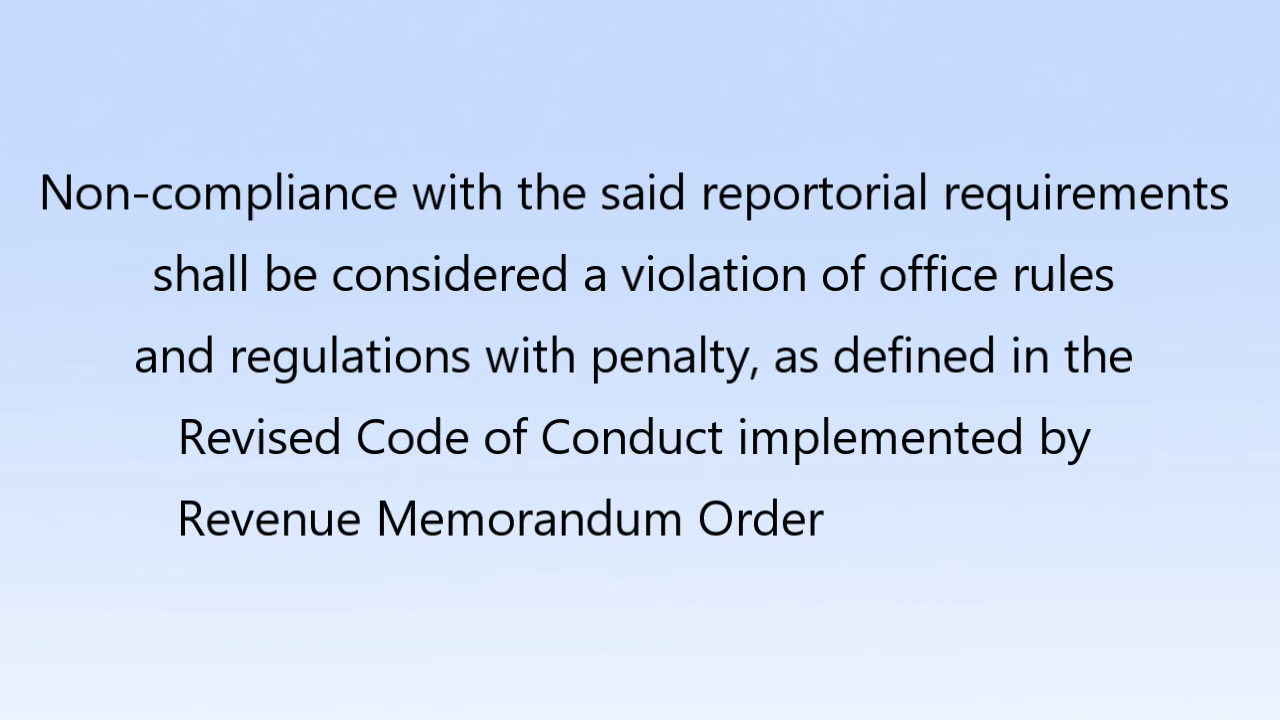 Non-compliance with the said reportorial requirements
shall be considered a violation of office rules
and regulations with penalty, as defined in the
Revised Code of Conduct implemented by
Revenue Memorandum Order